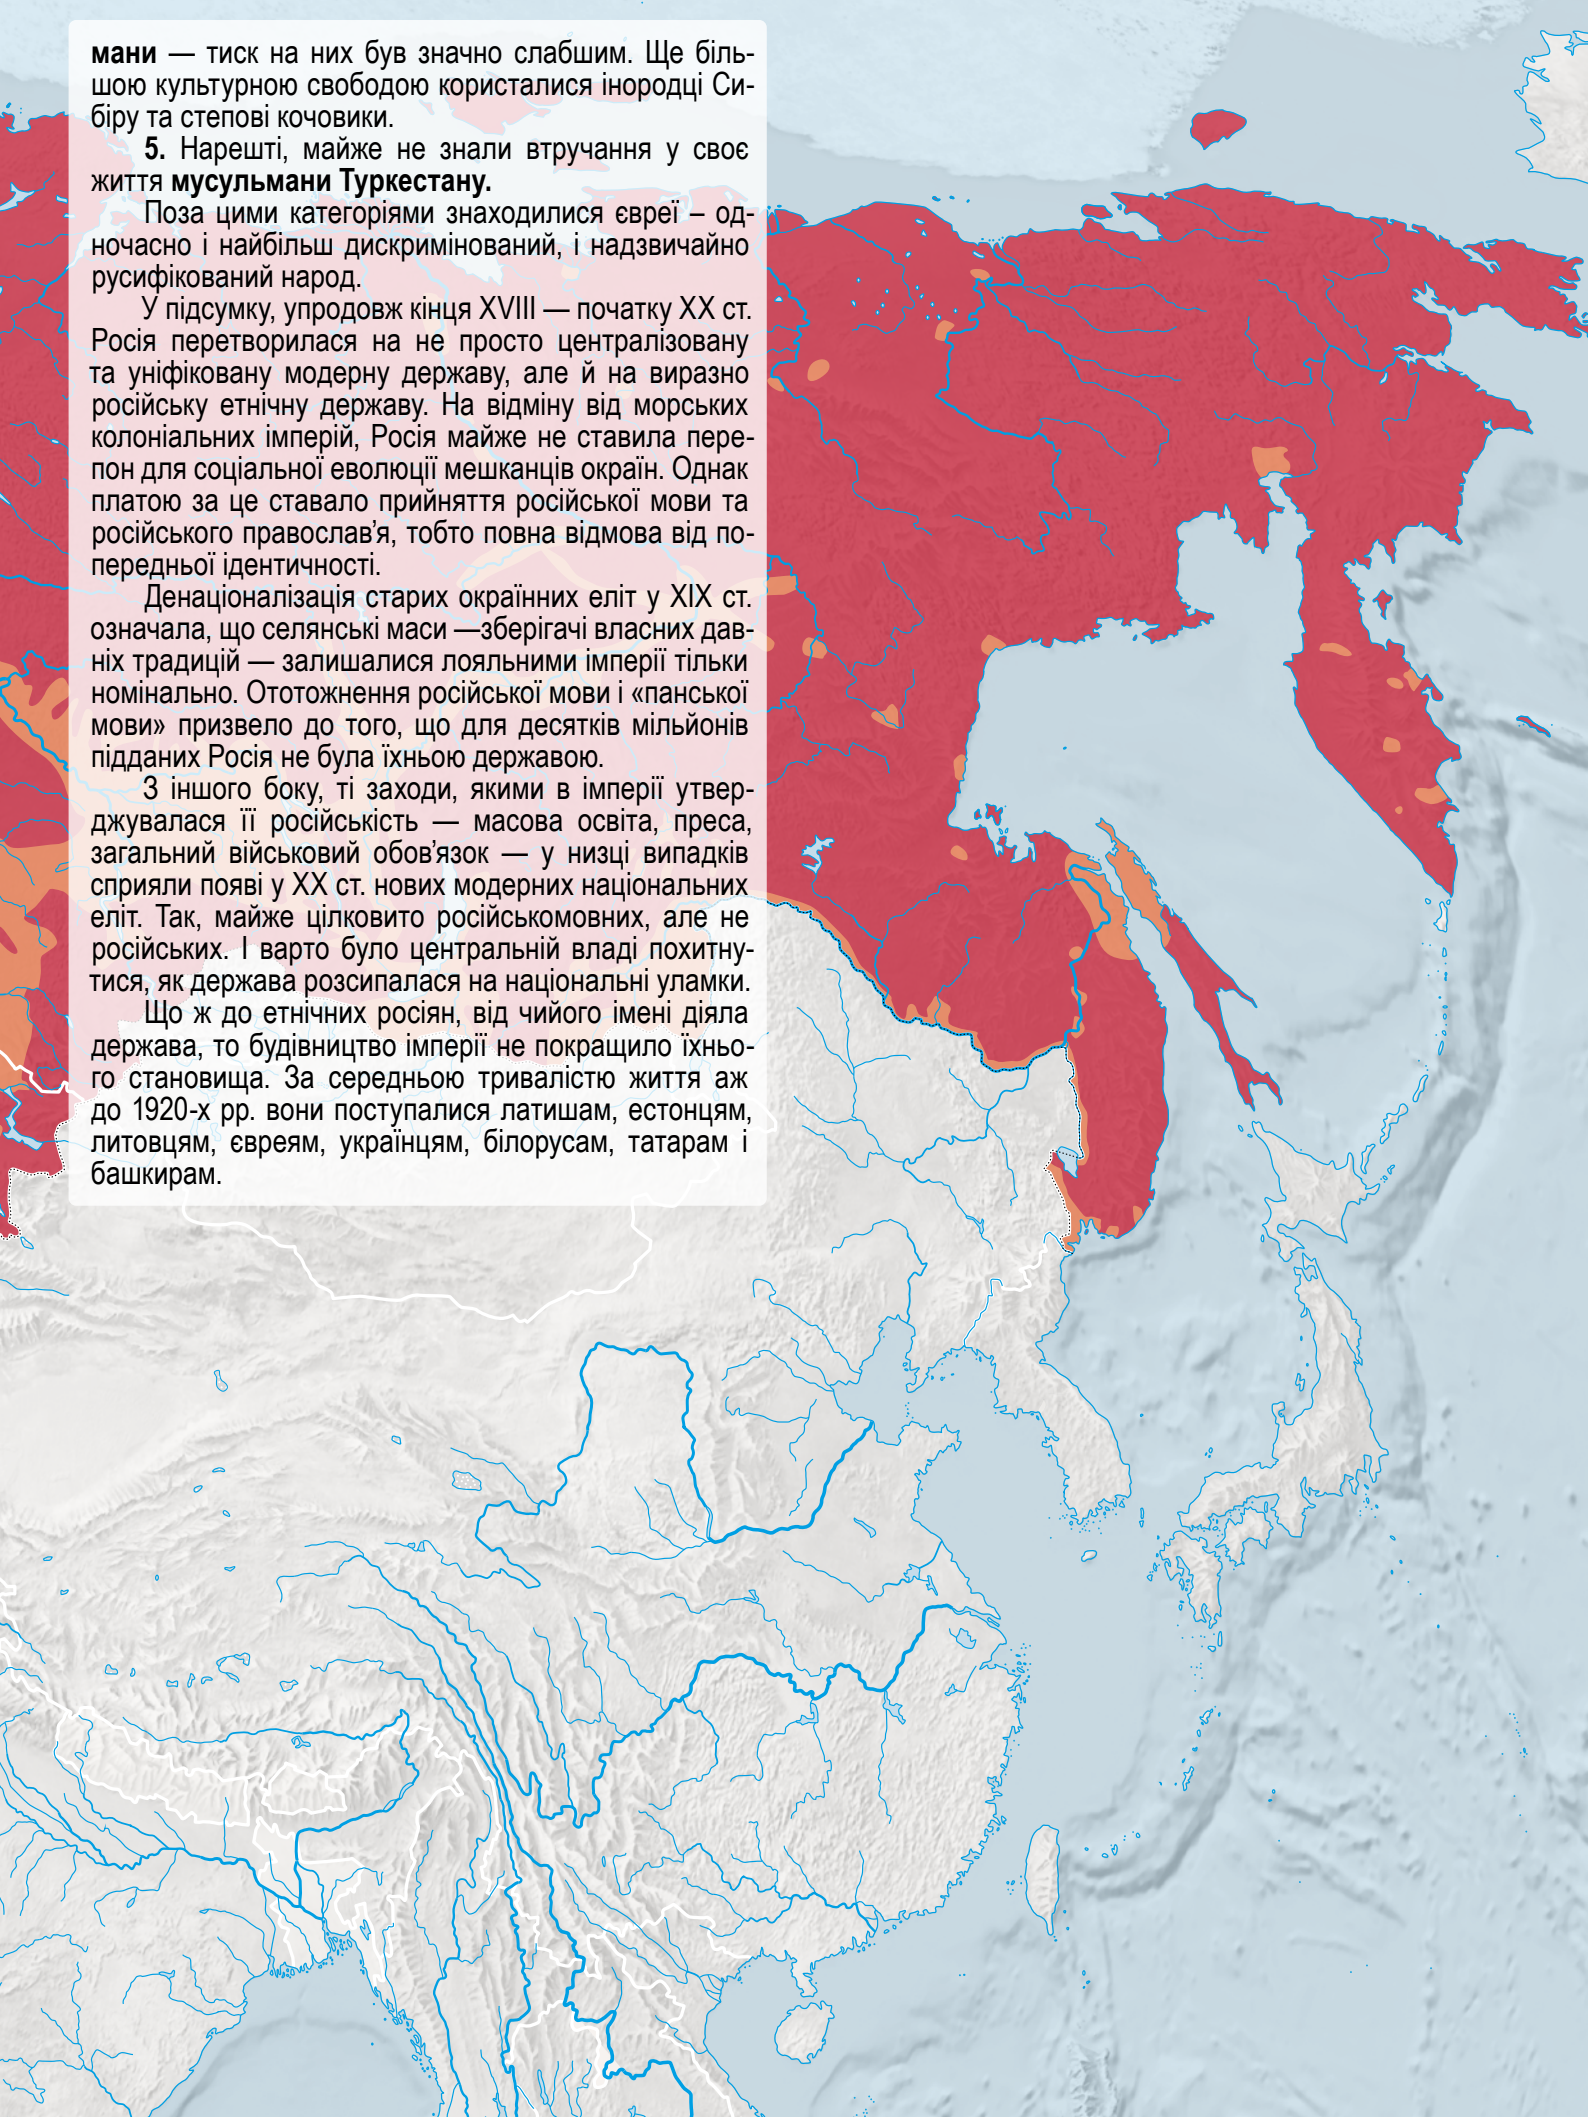 мани — тиск на них був значно слабшим. Ще біль-
шою культурною свободою користалися інородці Си-
біру та степові кочовики.
5. Нарешті, майже не знали втручання у своє
життя мусульмани Туркестану.
Поза цими категоріями знаходилися євреї – од-
ночасно і найбільш дискримінований, і надзвичайно
русифікований народ.
У підсумку, упродовж кінця XVIII — початку XX ст.
Росія перетворилася на не просто централізовану
та уніфіковану модерну державу, але й на виразно
російську етнічну державу. На відміну від морських
колоніальних імперій, Росія майже не ставила пере-
пон для соціальної еволюції мешканців окраїн. Однак
платою за це ставало прийняття російської мови та
російського православ’я, тобто повна відмова від по-
передньої ідентичності.
Денаціоналізація старих окраїнних еліт у XIX ст.
означала, що селянські маси —зберігачі власних дав-
ніх традицій — залишалися лояльними імперії тільки
номінально. Ототожнення російської мови і «панської
мови» призвело до того, що для десятків мільйонів
підданих Росія не була їхньою державою.
З іншого боку, ті заходи, якими в імперії утвер-
джувалася її російськість — масова освіта, преса,
загальний військовий обов’язок — у низці випадків
сприяли появі у XX ст. нових модерних національних
еліт. Так, майже цілковито російськомовних, але не
російських. І варто було центральній владі похитну-
тися, як держава розсипалася на національні уламки.
Що ж до етнічних росіян, від чийого імені діяла
держава, то будівництво імперії не покращило їхньо-
го становища. За середньою тривалістю життя аж
до 1920-х рр. вони поступалися латишам, естонцям,
литовцям, євреям, українцям, білорусам, татарам і
башкирам.